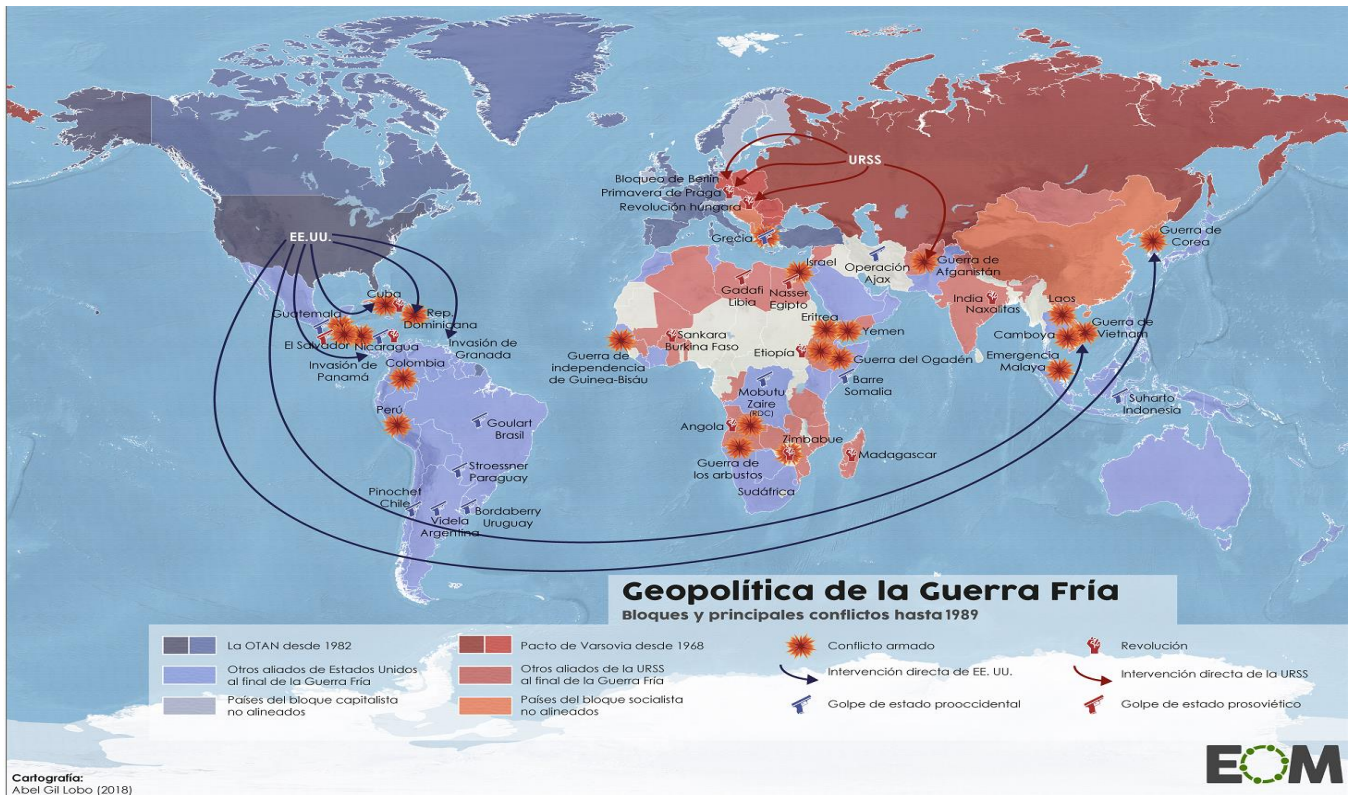 URSS
EE.UU.
Bloqueo de Berlín
Primavera de Praga
Revolución húngara
Grecia
Israel
Operación
Ajax
Guerra de
Afganistán
Guerra de
Corea
Gadafi
Libia
Nasser
Egipto
India
Naxalitas
Laos
Cuba
Rep.
Dominicana
Guatemala
El Salvador
Nicaragua
Invasión de
Granada
Invasión de
Panamá
Colombia
Perú
Eritrea
Yemen
Camboya
Guerra de
Vietnam
Sankara
Burkina Faso
Guerra de
independencia
de Guinea-Bisáu
Etiopía
Guerra del Ogadén
Emergencia
Malaya
Barre
Somalia
Mobutu
Zaire
(RDC)
Suharto
Indonesia
Goulart
Brasil
Angola
Zimbabue
Madagascar
Guerra de
los arbustos
Sudáfrica
Stroessner
Paraguay
Pinochet
Chile
Videla
Argentina
Bordaberry
Uruguay
Geopolítica de la Guerra Fría
Bloques y principales conflictos hasta 1989
La OTAN desde 1982
Pacto de Varsovia desde 1968
Conflicto armado
Revolución
Otros aliados de Estados Unidos
al final de la Guerra Fría
Otros aliados de la URSS
al final de la Guerra Fría
Intervención directa de EE. UU.
Intervención directa de la URSS
Países del bloque capitalista
no alineados
Países del bloque socialista
no alineados
Golpe de estado prooccidental
Golpe de estado prosoviético
Cartografía:
Abel Gil Lobo (2018)
EOM